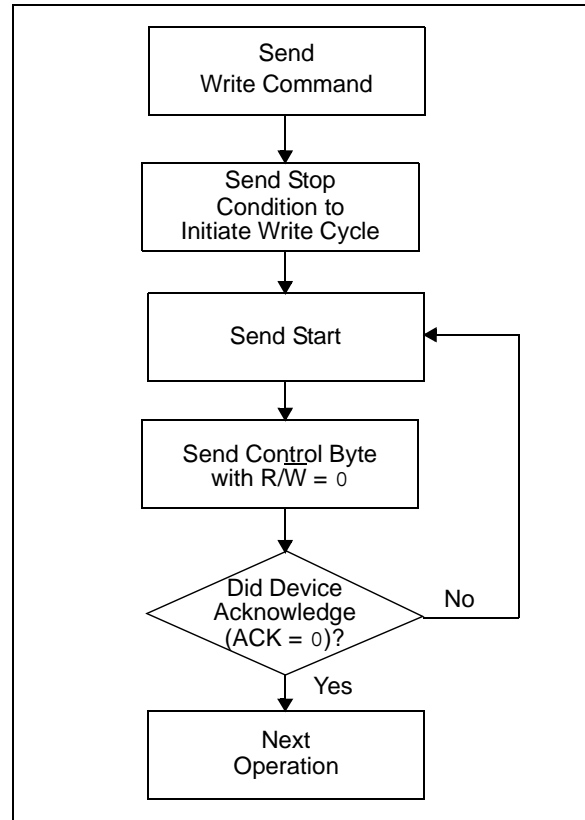 Send
Write Command
Send Stop
Condition to
Initiate Write Cycle
Send Start
Send Control Byte
with R/W̅ = 0
Did Device
Acknowledge
(ACK = 0)?
No
Yes
Next
Operation